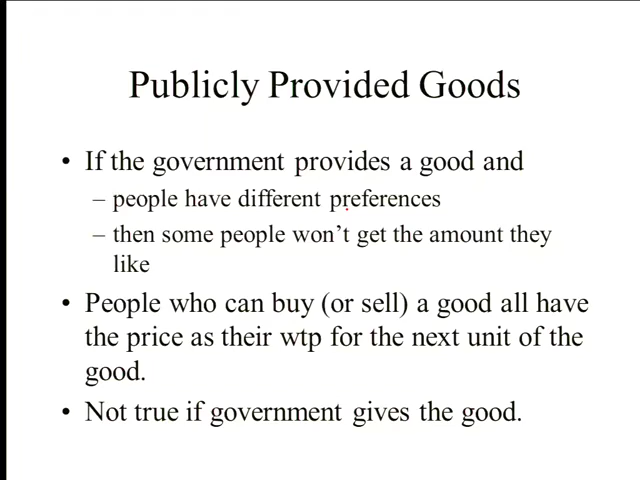 Publicly Provided Goods
• If the government provides a good and
– people have different preferences
– then some people won't get the amount they
like
• People who can buy (or sell) a good all have
the price as their wtp for the next unit of the
good.
• Not true if government gives the good.